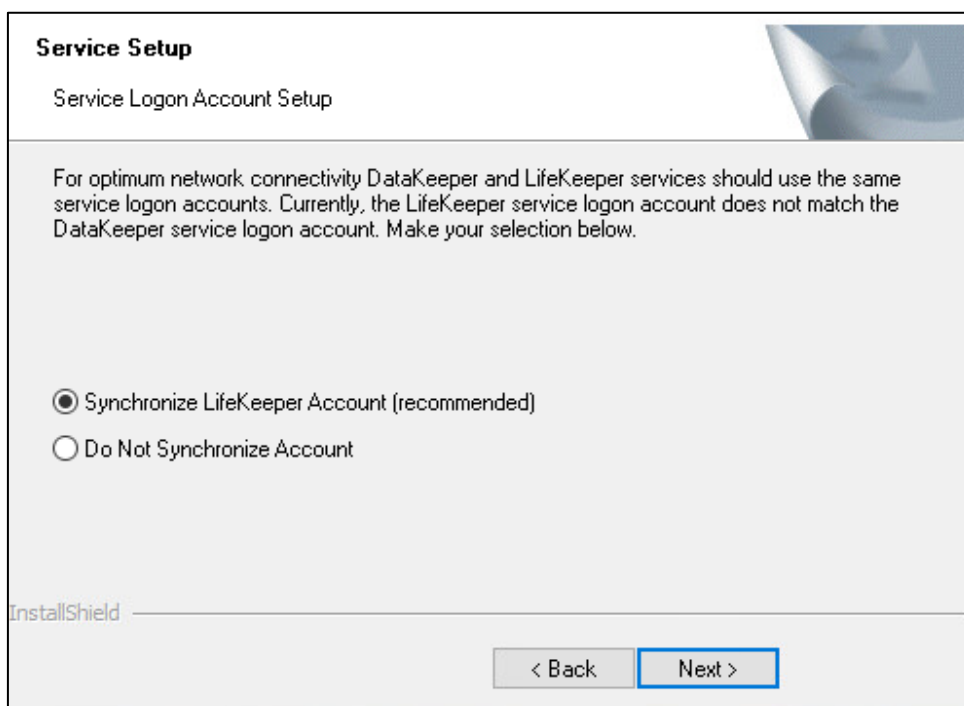 Service Setup
Service Logon Account Setup
For optimum network connectivity DataKeeper and LifeKeeper services should use the same
service logon accounts. Currently, the LifeKeeper service logon account does not match the
DataKeeper service logon account. Make your selection below.
Synchronize LifeKeeper Account (recommended)
Do Not Synchronize Account
InstallShield
< Back
Next >